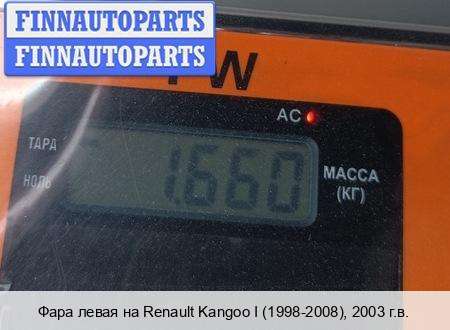 FINNAUTOPARTS
FINNAUTOPARTS
W
AC
ТАРА
1.660
НОЛЬ
МАССА
(КГ)
Фара левая на Renault Kangoo I (1998-2008), 2003 г.в.